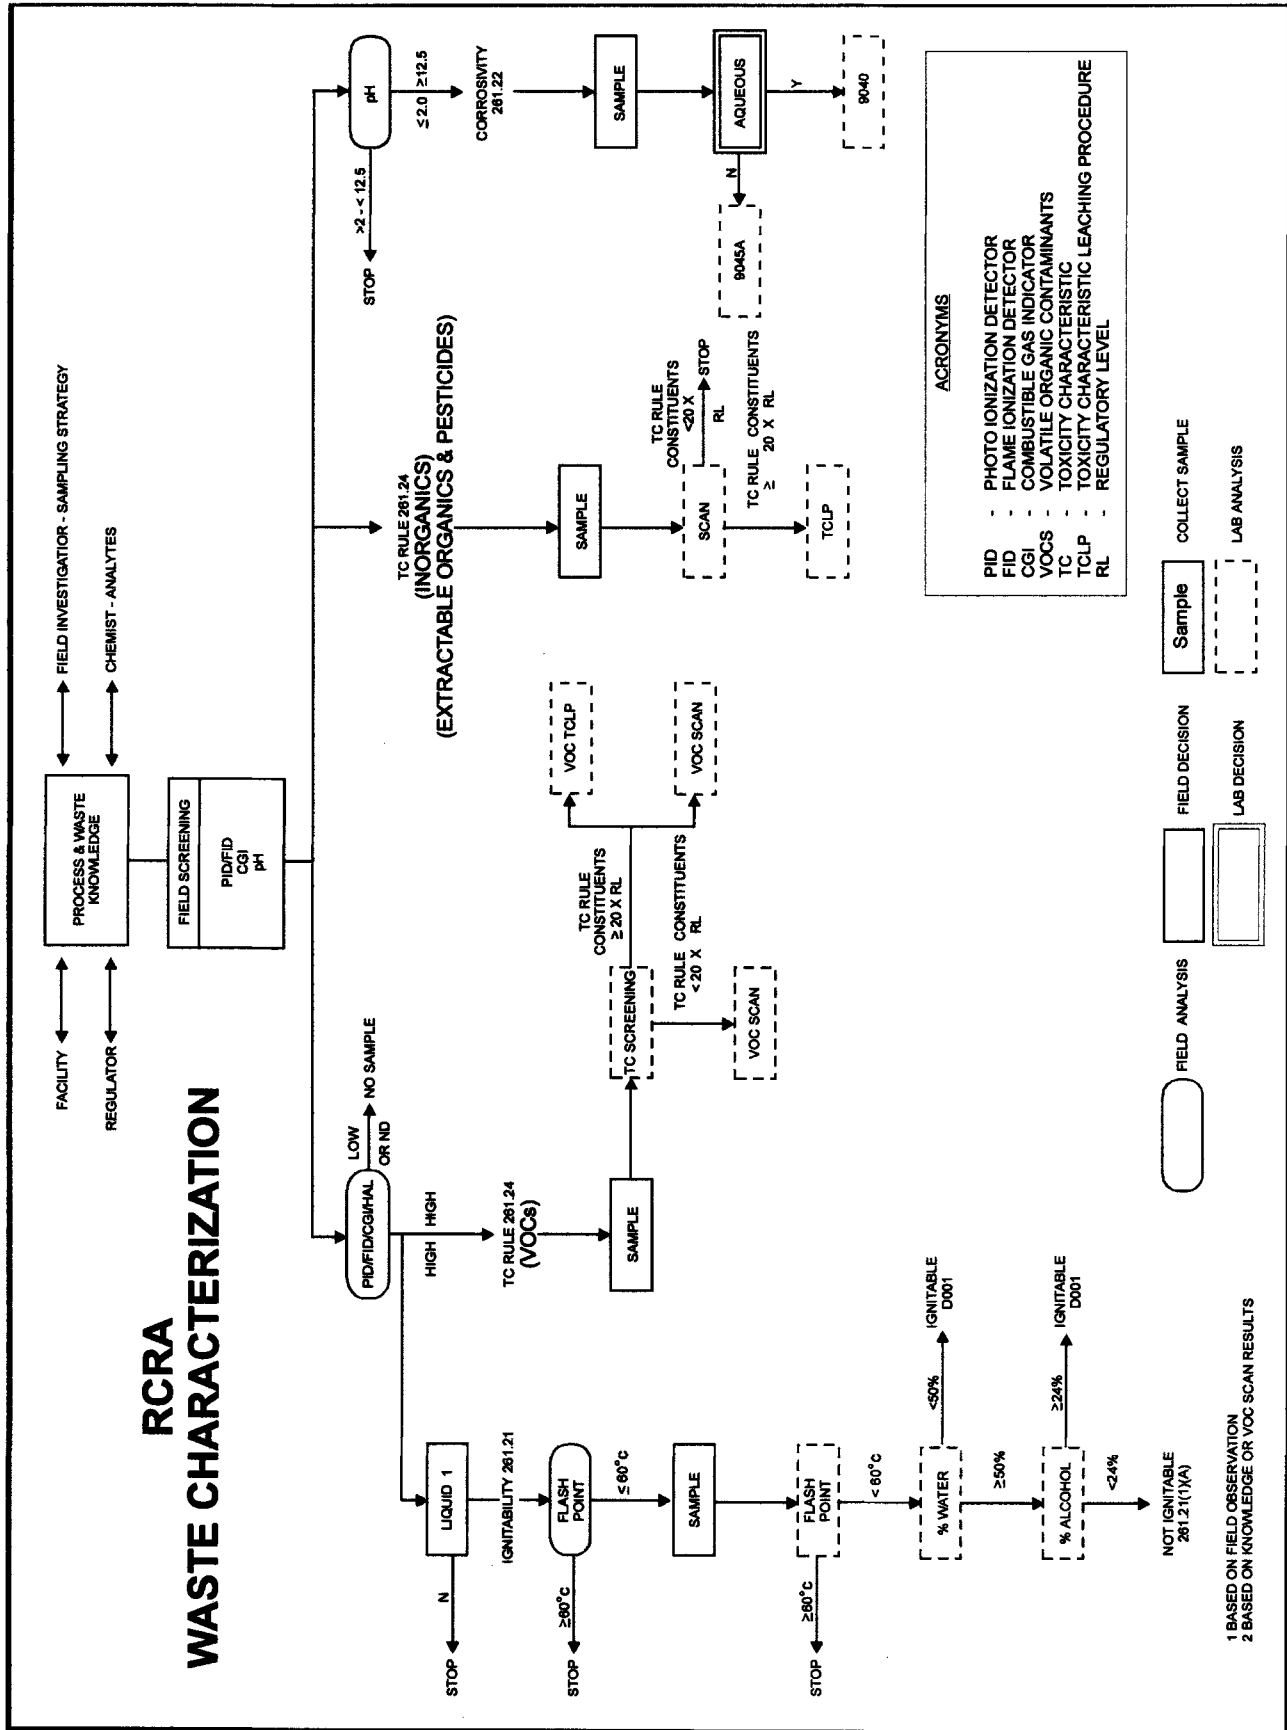 RCRA
WASTE CHARACTERIZATION
FACILITY
REGULATOR
PROCESS & WASTE
KNOWLEDGE
FIELD INVESTIGATIOR - SAMPLING STRATEGY
CHEMIST - ANALYTES
FIELD SCREENING
PID/FID
CGI
pH
PID/FID/CGI/HAL
LOW
OR ND
NO SAMPLE
HIGH
HIGH
LIQUID 1
N
STOP
IGNITABILITY 261.21
FLASH
POINT
≥60°C
STOP
≤ 60°C
SAMPLE
FLASH
POINT
≥60°C
STOP
< 60°C
% WATER
<50%
IGNITABLE
D001
≥50%
% ALCOHOL
≥24%
IGNITABLE
D001
<24%
NOT IGNITABLE
261.21(1)(A)
TC RULE 261.24
(VOCs)
SAMPLE
TC SCREENING
TC RULE
CONSTITUENTS
≥ 20 X RL
VOC TCLP
VOC SCAN
TC RULE CONSTITUENTS
< 20 X RL
VOC SCAN
TC RULE 261.24
(INORGANICS)
(EXTRACTABLE ORGANICS & PESTICIDES)
SAMPLE
SCAN
TC RULE
CONSTITUENTS
<20 X
RL
STOP
TC RULE CONSTITUENTS
≥ 20 X RL
TCLP
pH
>2 - < 12.5
STOP
≤ 2.0 ≥12.5
CORROSIVITY
261.22
SAMPLE
AQUEOUS
N
9045A
Y
9040
ACRONYMS
PID - PHOTO IONIZATION DETECTOR
FID - FLAME IONIZATION DETECTOR
CGI - COMBUSTIBLE GAS INDICATOR
VOCS - VOLATILE ORGANIC CONTAMINANTS
TC - TOXICITY CHARACTERISTIC
TCLP - TOXICITY CHARACTERISTIC LEACHING PROCEDURE
RL - REGULATORY LEVEL
FIELD ANALYSIS
FIELD DECISION
Sample
COLLECT SAMPLE
LAB DECISION
LAB ANALYSIS
1 BASED ON FIELD OBSERVATION
2 BASED ON KNOWLEDGE OR VOC SCAN RESULTS